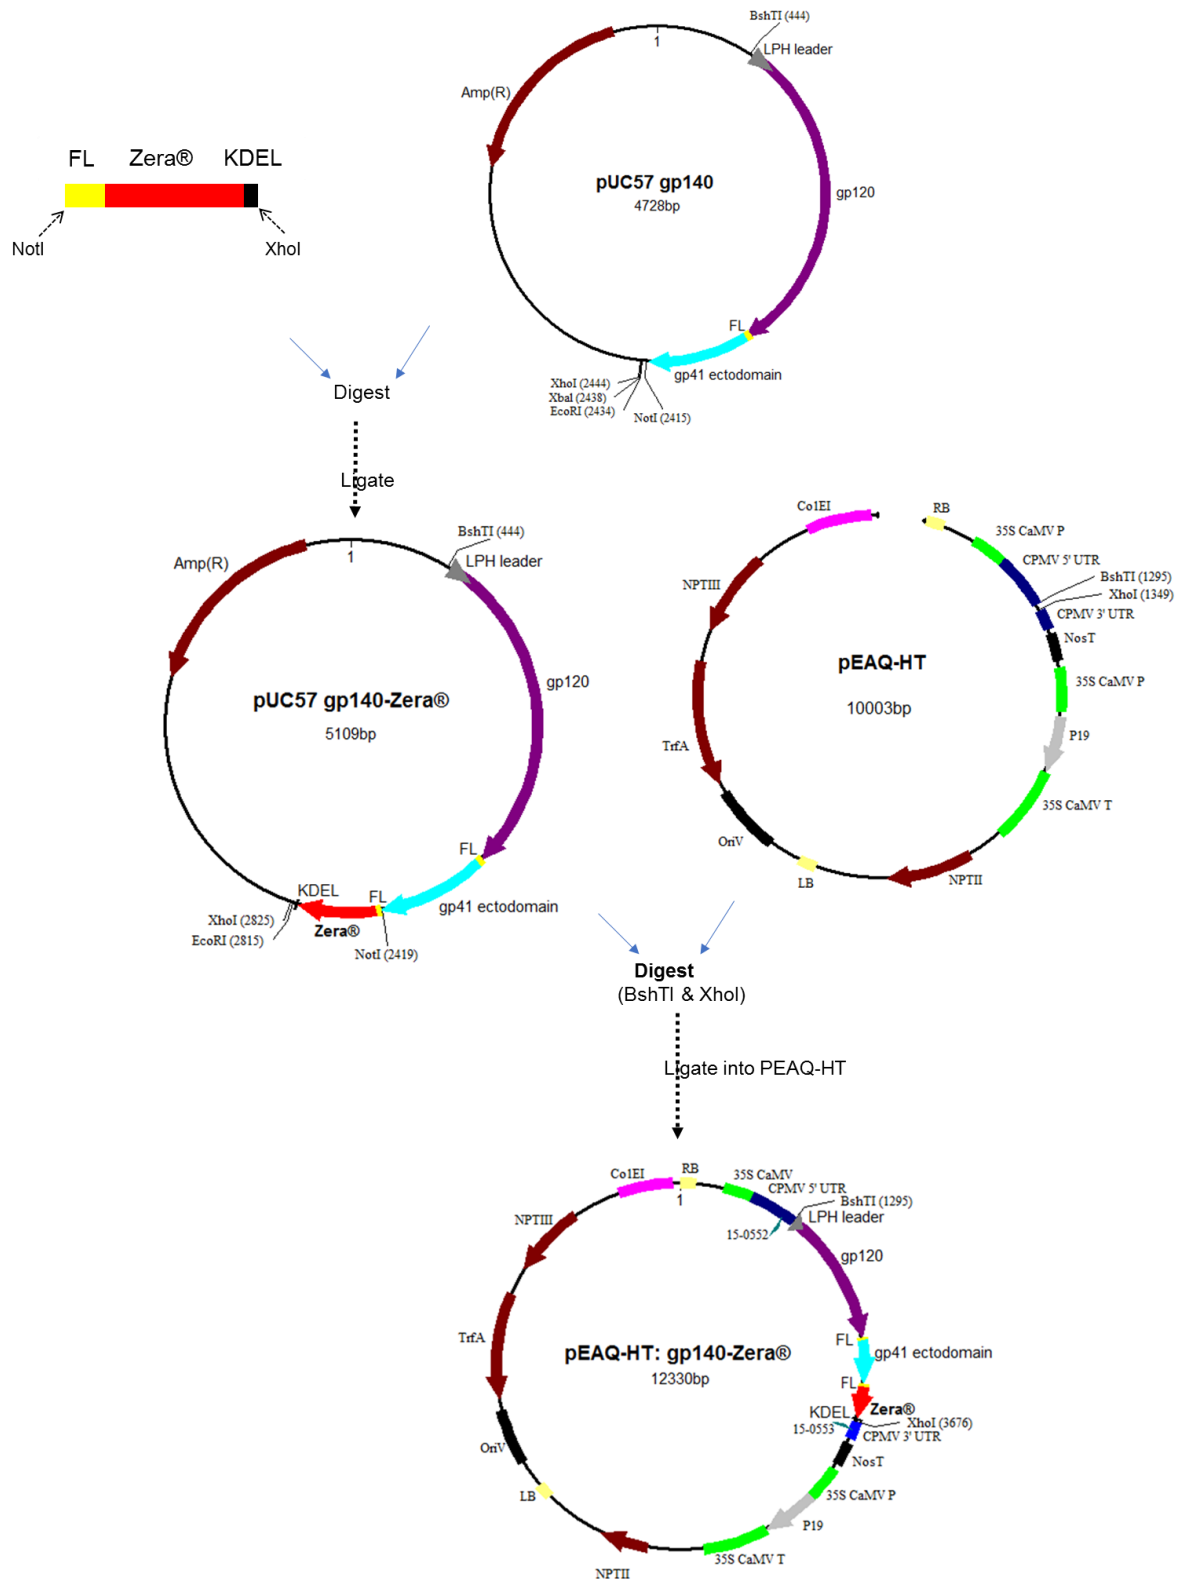 BshTI (444)
1
LPH leader
Amp(R)
FL Zera® KDEL
pUC57 gp140
4728bp
gp120
NotI
XhoI
FL
gp41 ectodomain
XhoI (2444)
XbaI (2438)
EcoRI (2434)
NotI (2415)
Digest
Ligate
BshTI (444)
1
LPH leader
Amp(R)
gp120
pUC57 gp140-Zera®
5109bp
FL
KDEL
FL
gp41 ectodomain
XhoI (2825)
EcoRI (2815)
Zera®
NotI (2419)
Co1EI
RB
35S CaMV P
CPMV 5' UTR
BshTI (1295)
XhoI (1349)
CPMV 3' UTR
NosT
NPTIII
pEAQ-HT
10003bp
35S CaMV P
P19
TrfA
35S CaMV T
OriV
LB
NPTII
Digest
(BshTI & XhoI)
Ligate into PEAQ-HT
Co1EI
RB
1
35S CaMV
CPMV 5' UTR
BshTI (1295)
LPH leader
15-0552
NPTIII
gp120
TrfA
pEAQ-HT: gp140-Zera®
12330bp
FL
gp41 ectodomain
FL
KDEL
Zera®
XhoI (3676)
15-0553
CPMV 3' UTR
NosT
OriV
LB
35S CaMV P
P19
35S CaMV T
NPTII